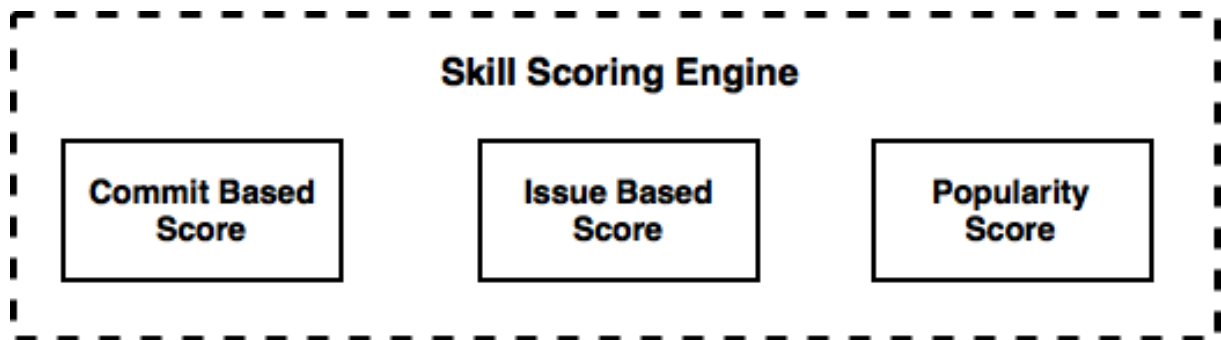 Skill Scoring Engine
Commit Based
Score
Issue Based
Score
Popularity
Score